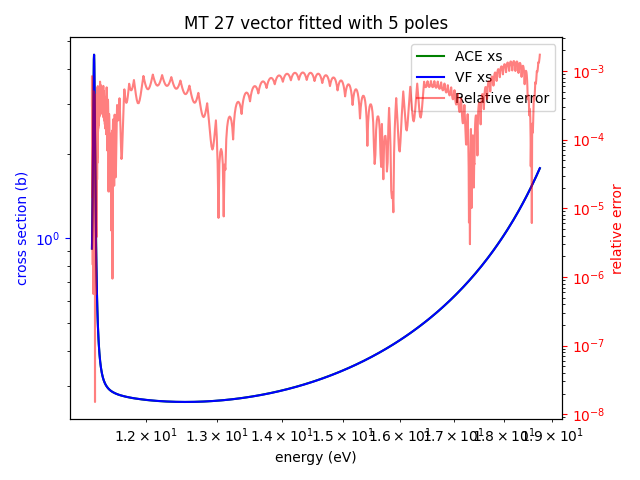 MT 27 vector fitted with 5 poles
ACE xs
VF xs
Relative error
cross section (b)
10⁰
10⁻³
10⁻⁴
10⁻⁵
10⁻⁶
10⁻⁷
10⁻⁸
relative error
1.2 × 10¹ 1.3 × 10¹ 1.4 × 10¹ 1.5 × 10¹ 1.6 × 10¹ 1.7 × 10¹ 1.8 × 10¹ 1.9 × 10¹
energy (eV)